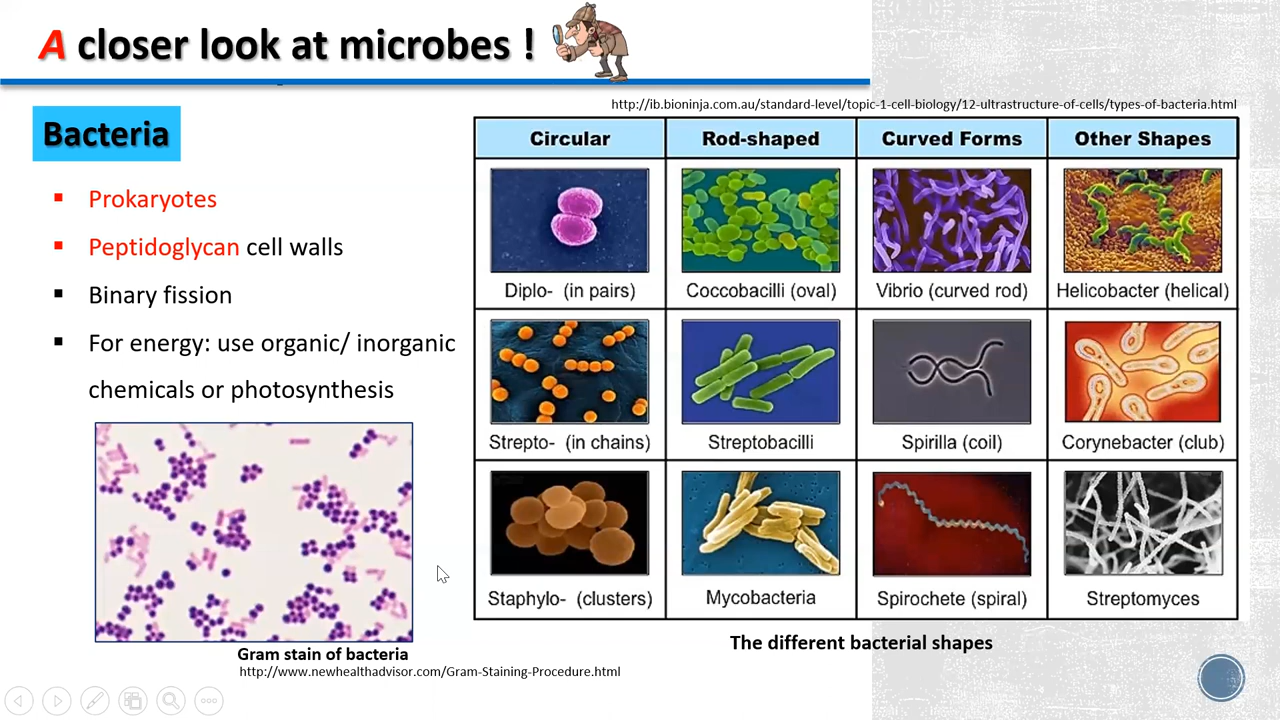 A closer look at microbes !
Bacteria
Prokaryotes
Peptidoglycan cell walls
Binary fission
For energy: use organic/ inorganic
chemicals or photosynthesis
Gram stain of bacteria
http://www.newhealthadvisor.com/Gram-Staining-Procedure.html
http://ib.bioninja.com.au/standard-level/topic-1-cell-biology/12-ultrastructure-of-cells/types-of-bacteria.html
Circular Rod-shaped Curved Forms Other Shapes
Diplo- (in pairs) Coccobacilli (oval) Vibrio (curved rod) Helicobacter (helical)
Strepto- (in chains) Streptobacilli Spirilla (coil) Corynebacter (club)
Staphylo- (clusters) Mycobacteria Spirochete (spiral) Streptomyces
The different bacterial shapes